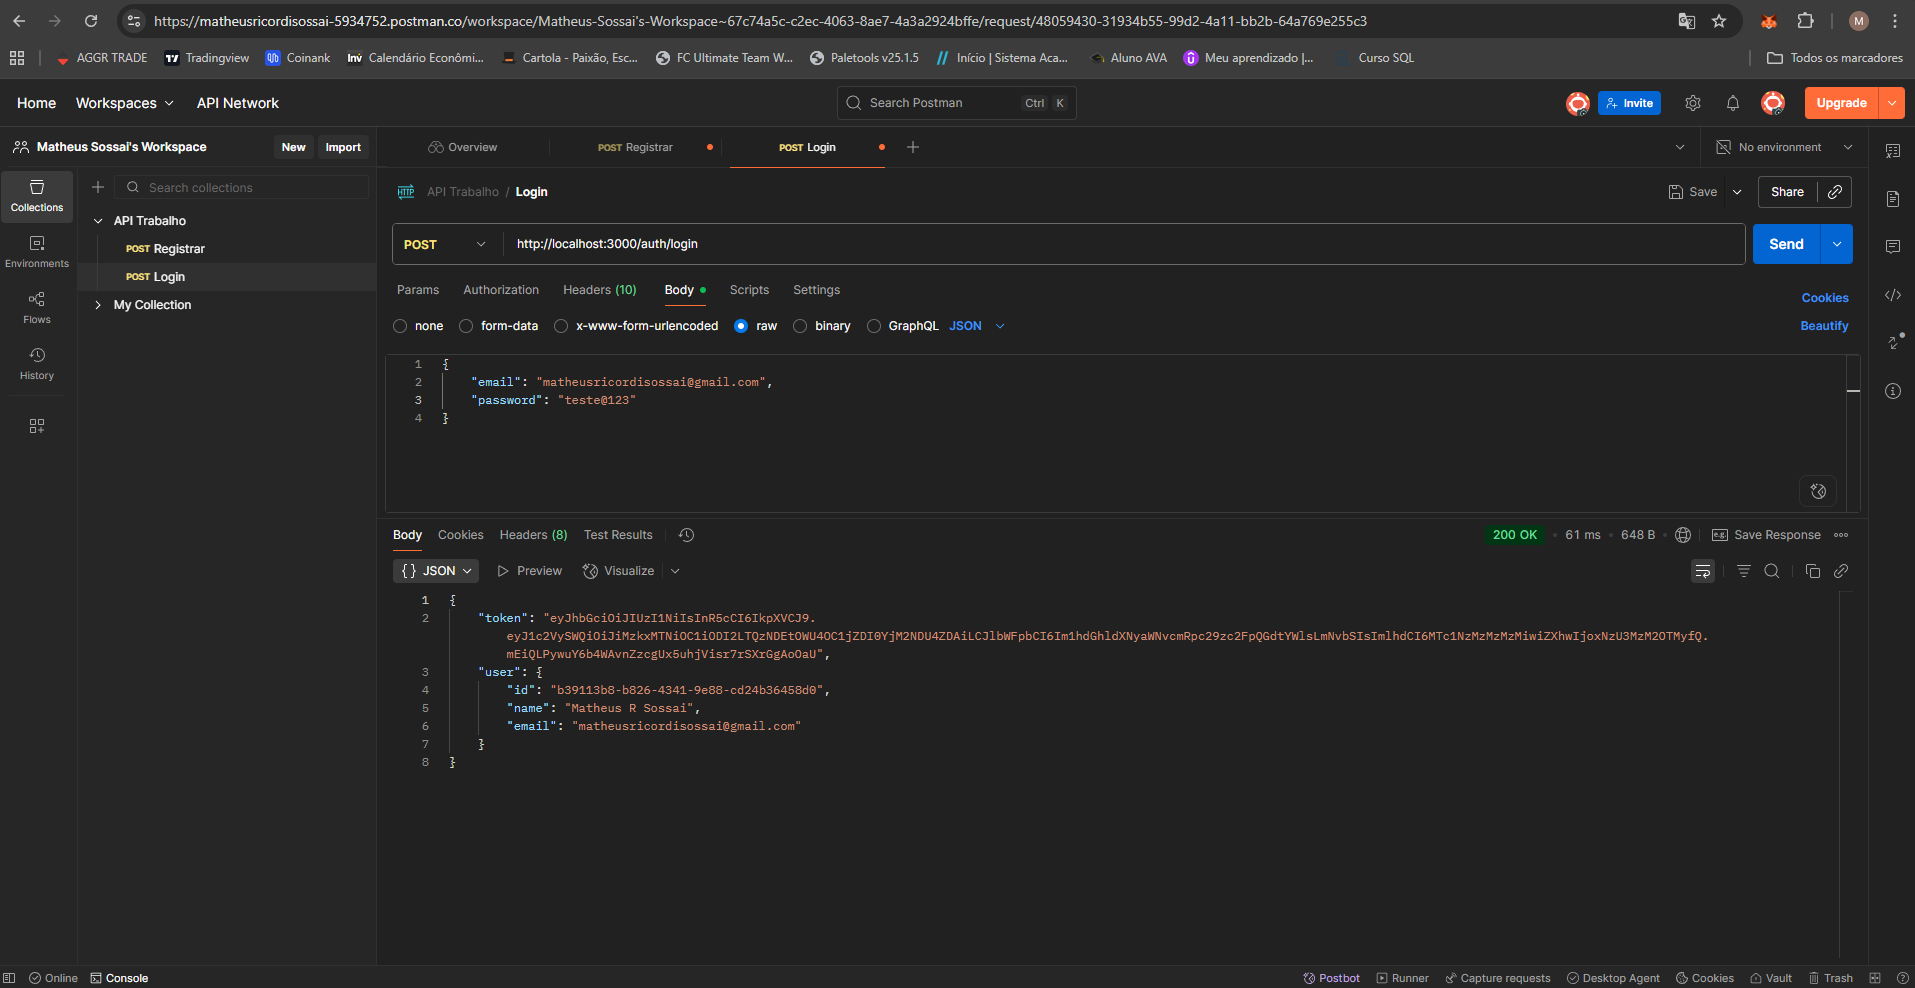 https://matheusricordisossai-5934752.postman.co/workspace/Matheus-Sossai's-Workspace~67c74a5c-c2ec-4063-8ae7-4a3a2924bffe/request/48059430-31934b55-99d2-4a11-bb2b-64a769e255c3
M
AGGR TRADE
Tradingview
Coinank
Inv Calendário Econômi...
Cartola - Paixão, Esc...
FC Ultimate Team W...
Paletools v25.1.5
Início | Sistema Aca...
Aluno AVA
Meu aprendizado |...
Curso SQL
Todos os marcadores
Home Workspaces API Network
Search Postman Ctrl K
Invite
Upgrade
Matheus Sossai's Workspace
New Import
Overview
POST Registrar
POST Login
No environment
Collections
Environments
Flows
History
Search collections
API Trabalho
POST Registrar
POST Login
My Collection
HTTP API Trabalho / Login
Save
Share
POST http://localhost:3000/auth/login
Send
Params Authorization Headers (10) Body Scripts Settings
Cookies
none form-data x-www-form-urlencoded raw binary GraphQL JSON
Beautify
1 {
2 "email": "matheusricordisossai@gmail.com",
3 "password": "teste@123"
4 }
Body Cookies Headers (8) Test Results
200 OK 61 ms 648 B
e.g. Save Response
{ } JSON Preview Visualize
1 {
2 "token": "eyJhbGciOiJIUzI1NiIsInR5cCI6IkpXVCJ9.
eyJ1c2VySWQiOiJiMzkxMTNiOC1iODI2LTQzNDEtOWU4OC1jZDI0YjM2NDU4ZDAiLCJlbWFpbCI6Im1hdGhldXNyaWNvcmRpc29zc2FpQGdtYWlsLmNvbSIsImlhdCI6MTc1NzMzMzMzMiwiZXhwIjoxNzU3MzM2OTMyfQ.
mEiQLPywuY6b4WAvnZzcgUx5uhjVisr7rSXrGgAoOaU",
3 "user": {
4 "id": "b39113b8-b826-4341-9e88-cd24b36458d0",
5 "name": "Matheus R Sossai",
6 "email": "matheusricordisossai@gmail.com"
7 }
8 }
Online Console
Postbot Runner Capture requests Desktop Agent Cookies Vault Trash